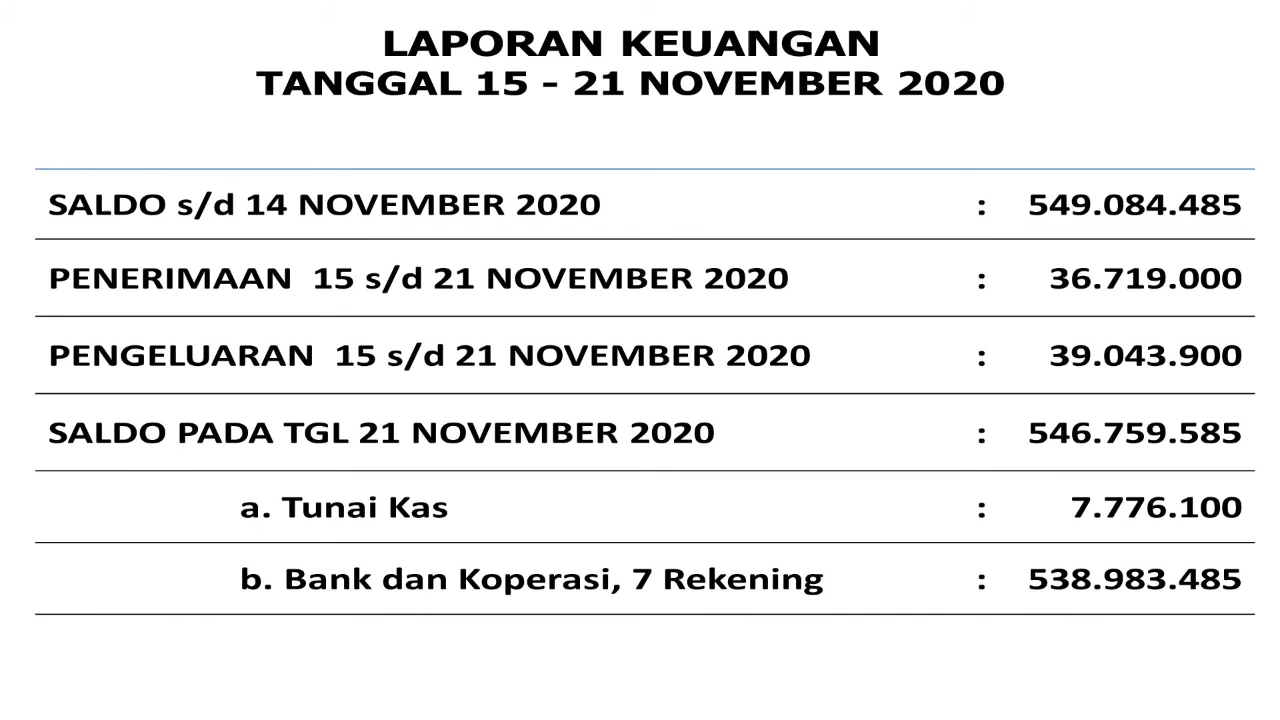 LAPORAN KEUANGAN
TANGGAL 15 - 21 NOVEMBER 2020
SALDO s/d 14 NOVEMBER 2020 : 549.084.485
PENERIMAAN 15 s/d 21 NOVEMBER 2020 : 36.719.000
PENGELUARAN 15 s/d 21 NOVEMBER 2020 : 39.043.900
SALDO PADA TGL 21 NOVEMBER 2020 : 546.759.585
a. Tunai Kas : 7.776.100
b. Bank dan Koperasi, 7 Rekening : 538.983.485